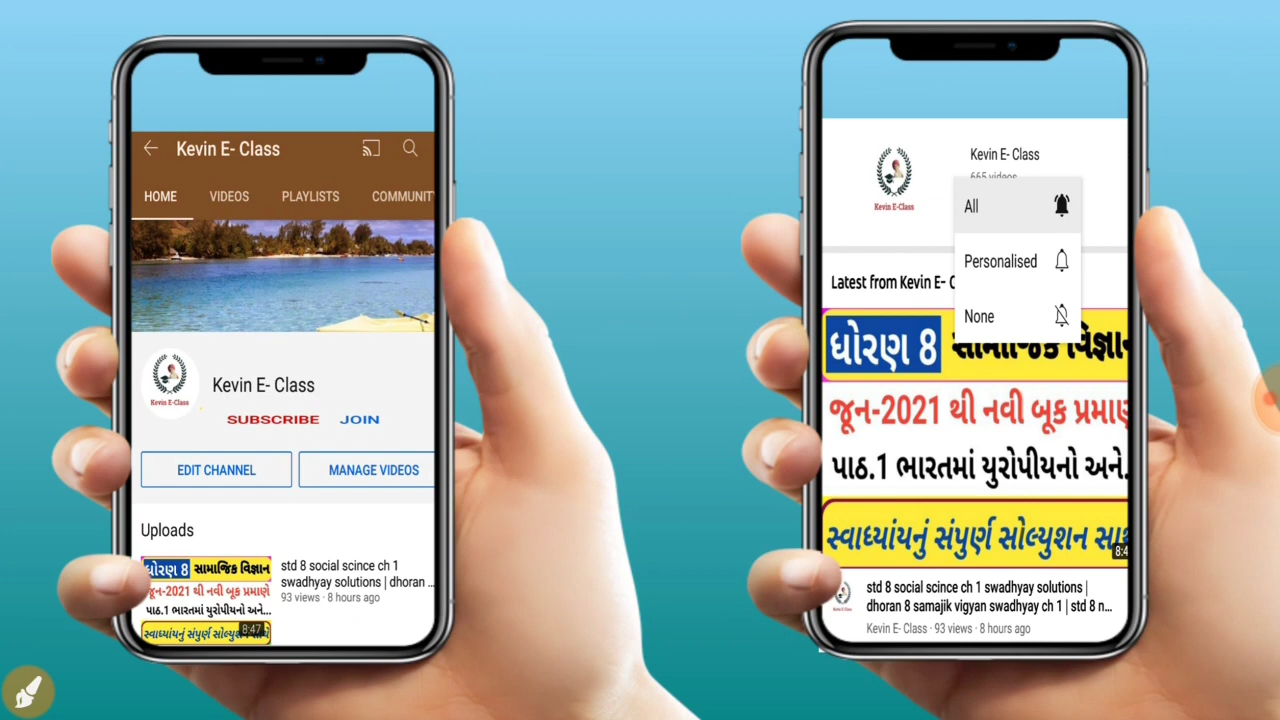 Kevin E- Class
HOME VIDEOS PLAYLISTS COMMUNIT
Kevin E-Class
Kevin E- Class
SUBSCRIBE JOIN
EDIT CHANNEL MANAGE VIDEOS
Uploads
ધોરણ 8 સામાજિક વિજ્ઞાન
જૂન-2021 થી નવી બૂક પ્રમાણે
પાઠ.1 ભારતમાં યુરોપીયનો અને...
સ્વાધ્યાંયનું સંપુર્ણ સોલ્યુશન
8:47
std 8 social scince ch 1
swadhyay solutions | dhoran ...
93 views · 8 hours ago
Kevin E- Class
665 videos
Kevin E-Class
All
Personalised
None
Latest from Kevin E- C
ધોરણ 8 સામાજિક વિજ્ઞાન
જૂન-2021 થી નવી બૂક પ્રમાણે
પાઠ.1 ભારતમાં યુરોપીયનો અને.
સ્વાધ્યાંયનું સંપુર્ણ સોલ્યુશન સા
8:4
std 8 social scince ch 1 swadhyay solutions |
dhoran 8 samajik vigyan swadhyay ch 1 | std 8 n...
Kevin E- Class · 93 views · 8 hours ago